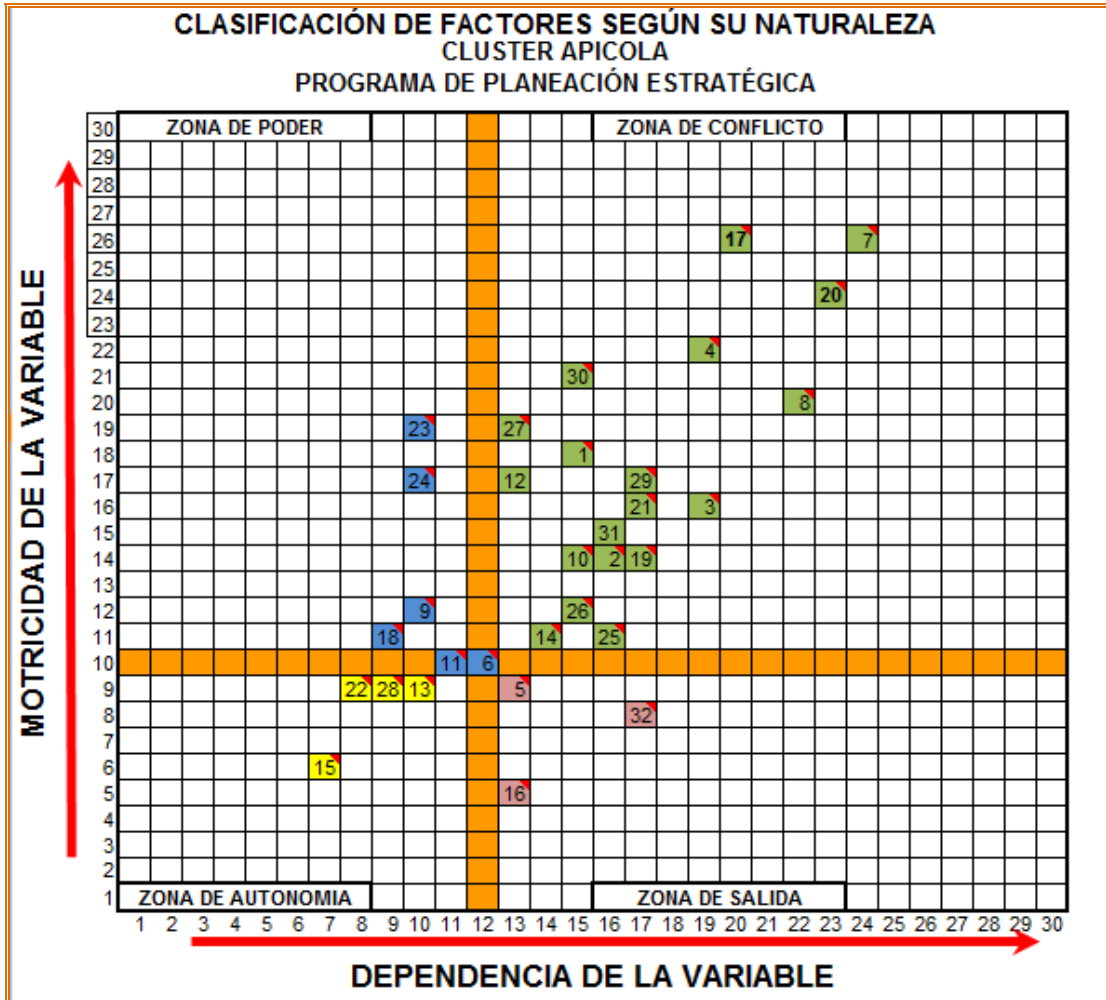 CLASIFICACIÓN DE FACTORES SEGÚN SU NATURALEZA
CLUSTER APICOLA
PROGRAMA DE PLANEACIÓN ESTRATÉGICA
MOTRICIDAD DE LA VARIABLE
30 ZONA DE PODER ZONA DE CONFLICTO
29
28
27
26 17 7
25
24 20
23
22 4
21 30
20 8
19 23 27
18 1
17 24 12 29
16 21 3
15 31
14 10 2 19
13
12 9 26
11 18 14 25
10 11 6
9 22 28 13 5
8 32
7
6 15
5 16
4
3
2
1 ZONA DE AUTONOMIA ZONA DE SALIDA
1 2 3 4 5 6 7 8 9 10 11 12 13 14 15 16 17 18 19 20 21 22 23 24 25 26 27 28 29 30
DEPENDENCIA DE LA VARIABLE